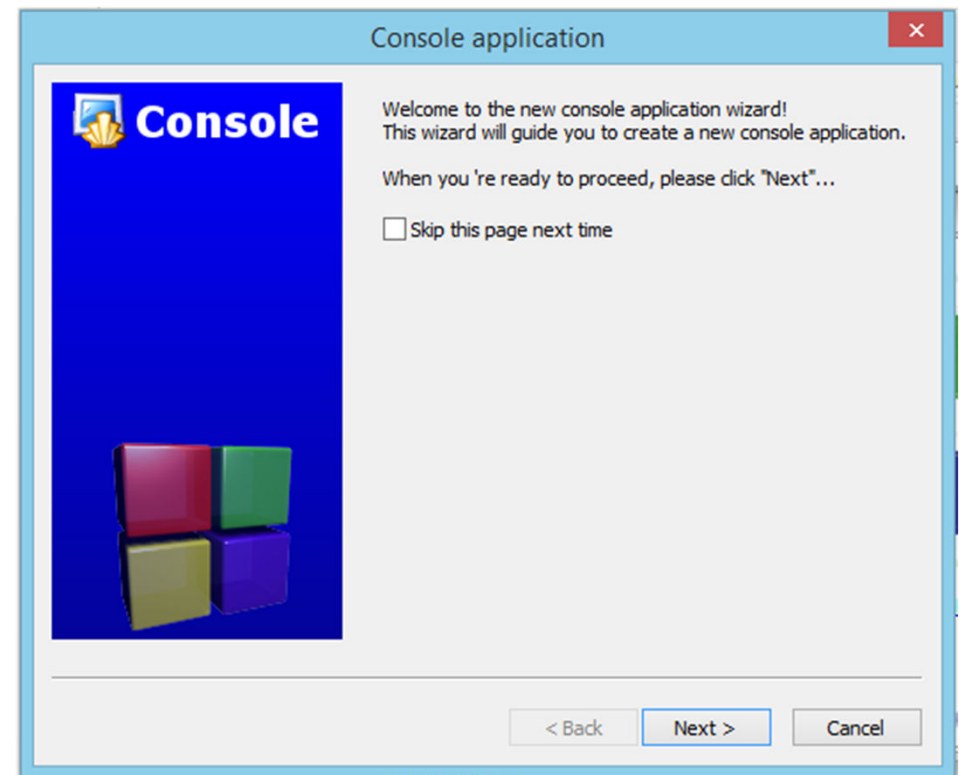 Console application
Console
Welcome to the new console application wizard!
This wizard will guide you to create a new console application.
When you 're ready to proceed, please click "Next"...
Skip this page next time
< Back
Next >
Cancel